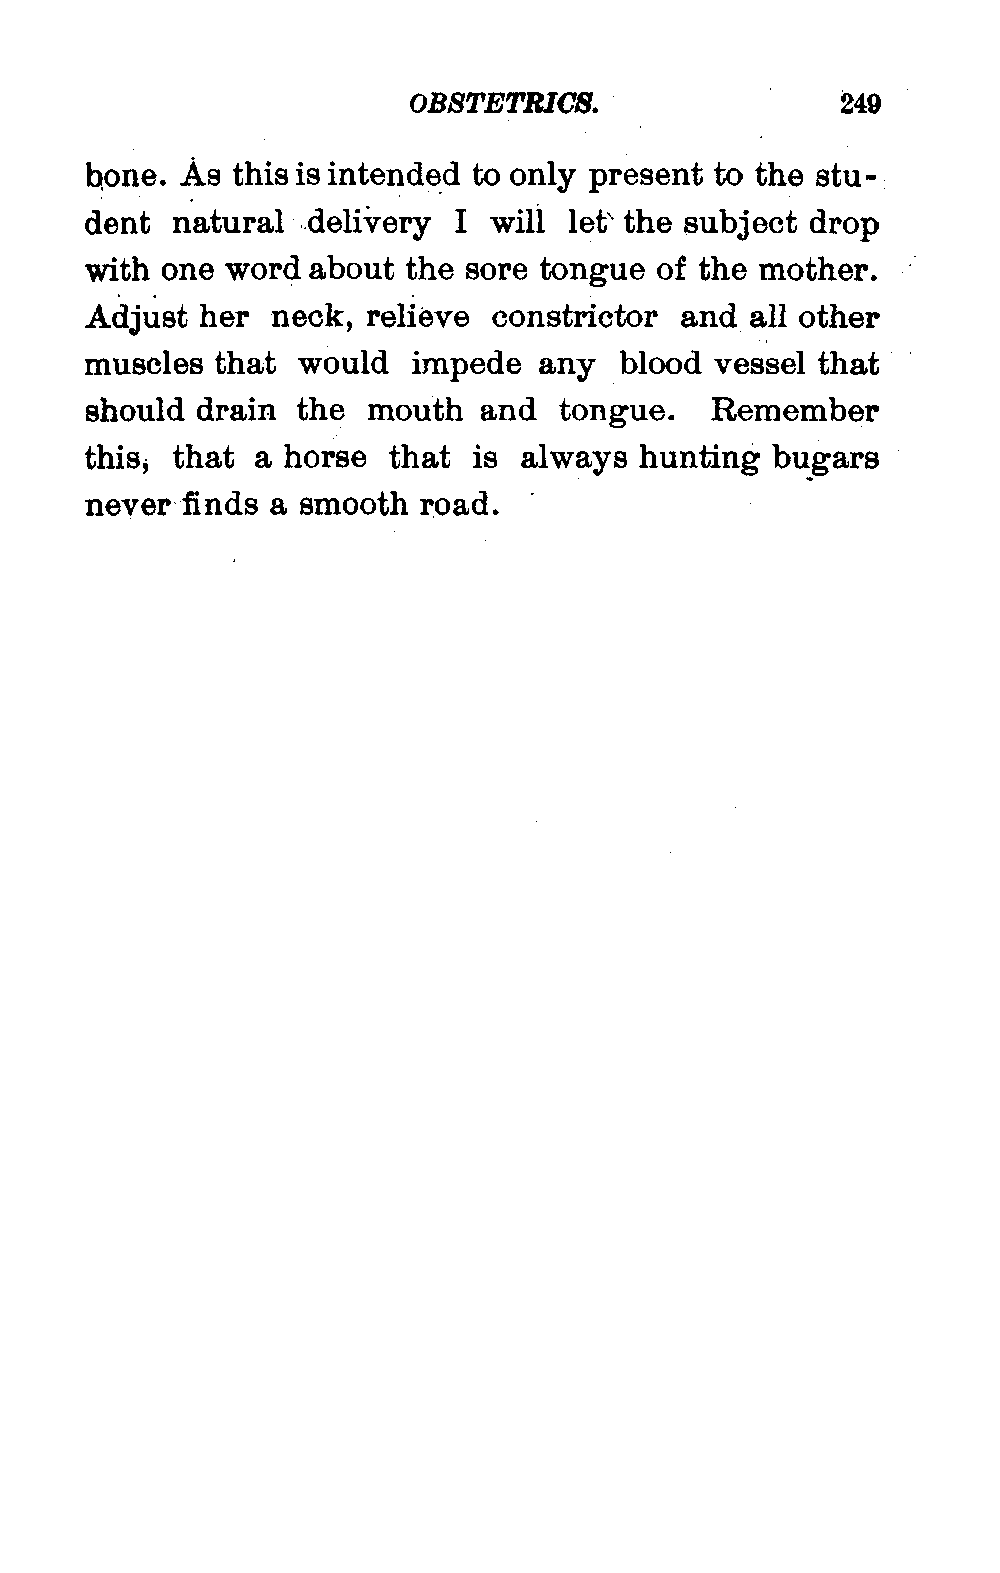 OBSTETRICS. 249
bone. As this is intended to only present to the stu-
dent natural delivery I will let the subject drop
with one word about the sore tongue of the mother.
Adjust her neck, relieve constrictor and all other
muscles that would impede any blood vessel that
should drain the mouth and tongue. Remember
this, that a horse that is always hunting bugars
never finds a smooth road.